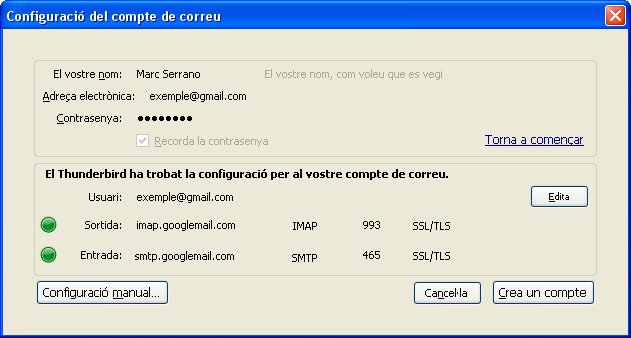 Configuració del compte de correu
El vostre nom: Marc Serrano El vostre nom, com voleu que es vegi
Adreça electrònica: exemple@gmail.com
Contrasenya: ●●●●●●●●
Recorda la contrasenya
Torna a començar
El Thunderbird ha trobat la configuració per al vostre compte de correu.
Usuari: exemple@gmail.com Edita
Sortida: imap.googlemail.com IMAP 993 SSL/TLS
Entrada: smtp.googlemail.com SMTP 465 SSL/TLS
Configuració manual... Cancel·la Crea un compte